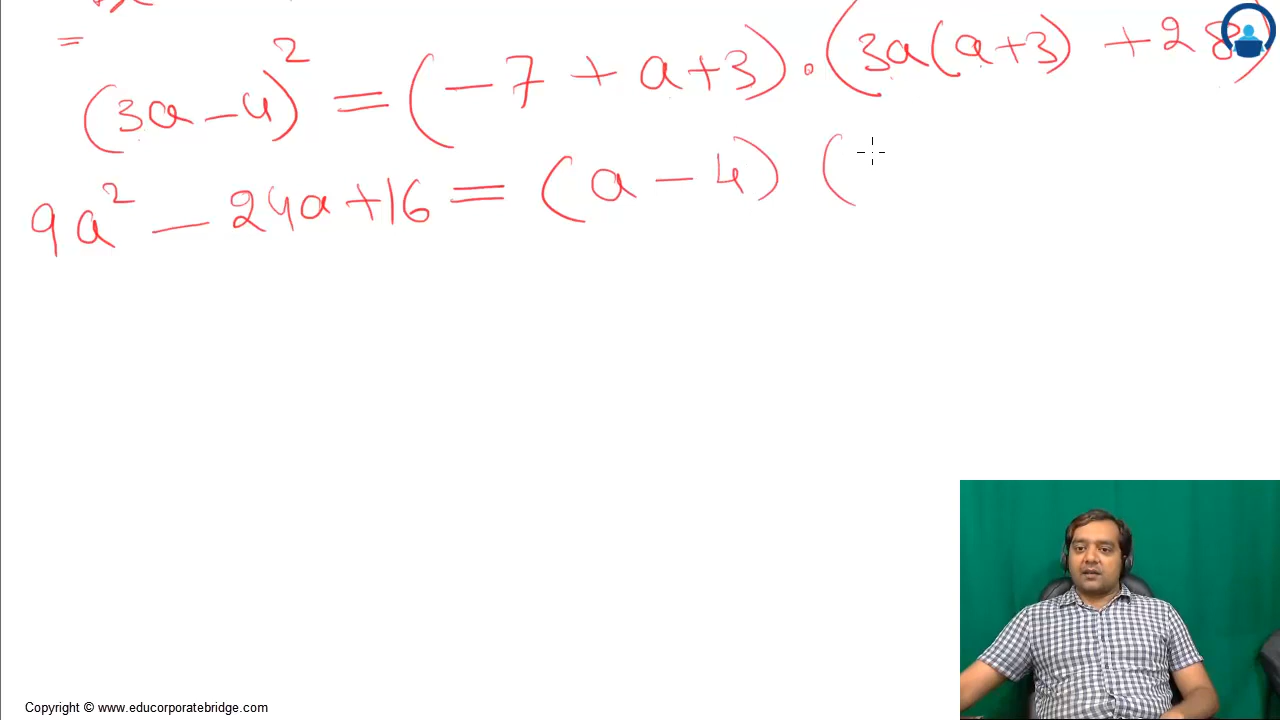 =
(3a - 4)² = (-7 + a + 3) · (3a(a + 3) + 28)
9a² - 24a + 16 = (a - 4) (
Copyright © www.educorporatebridge.com